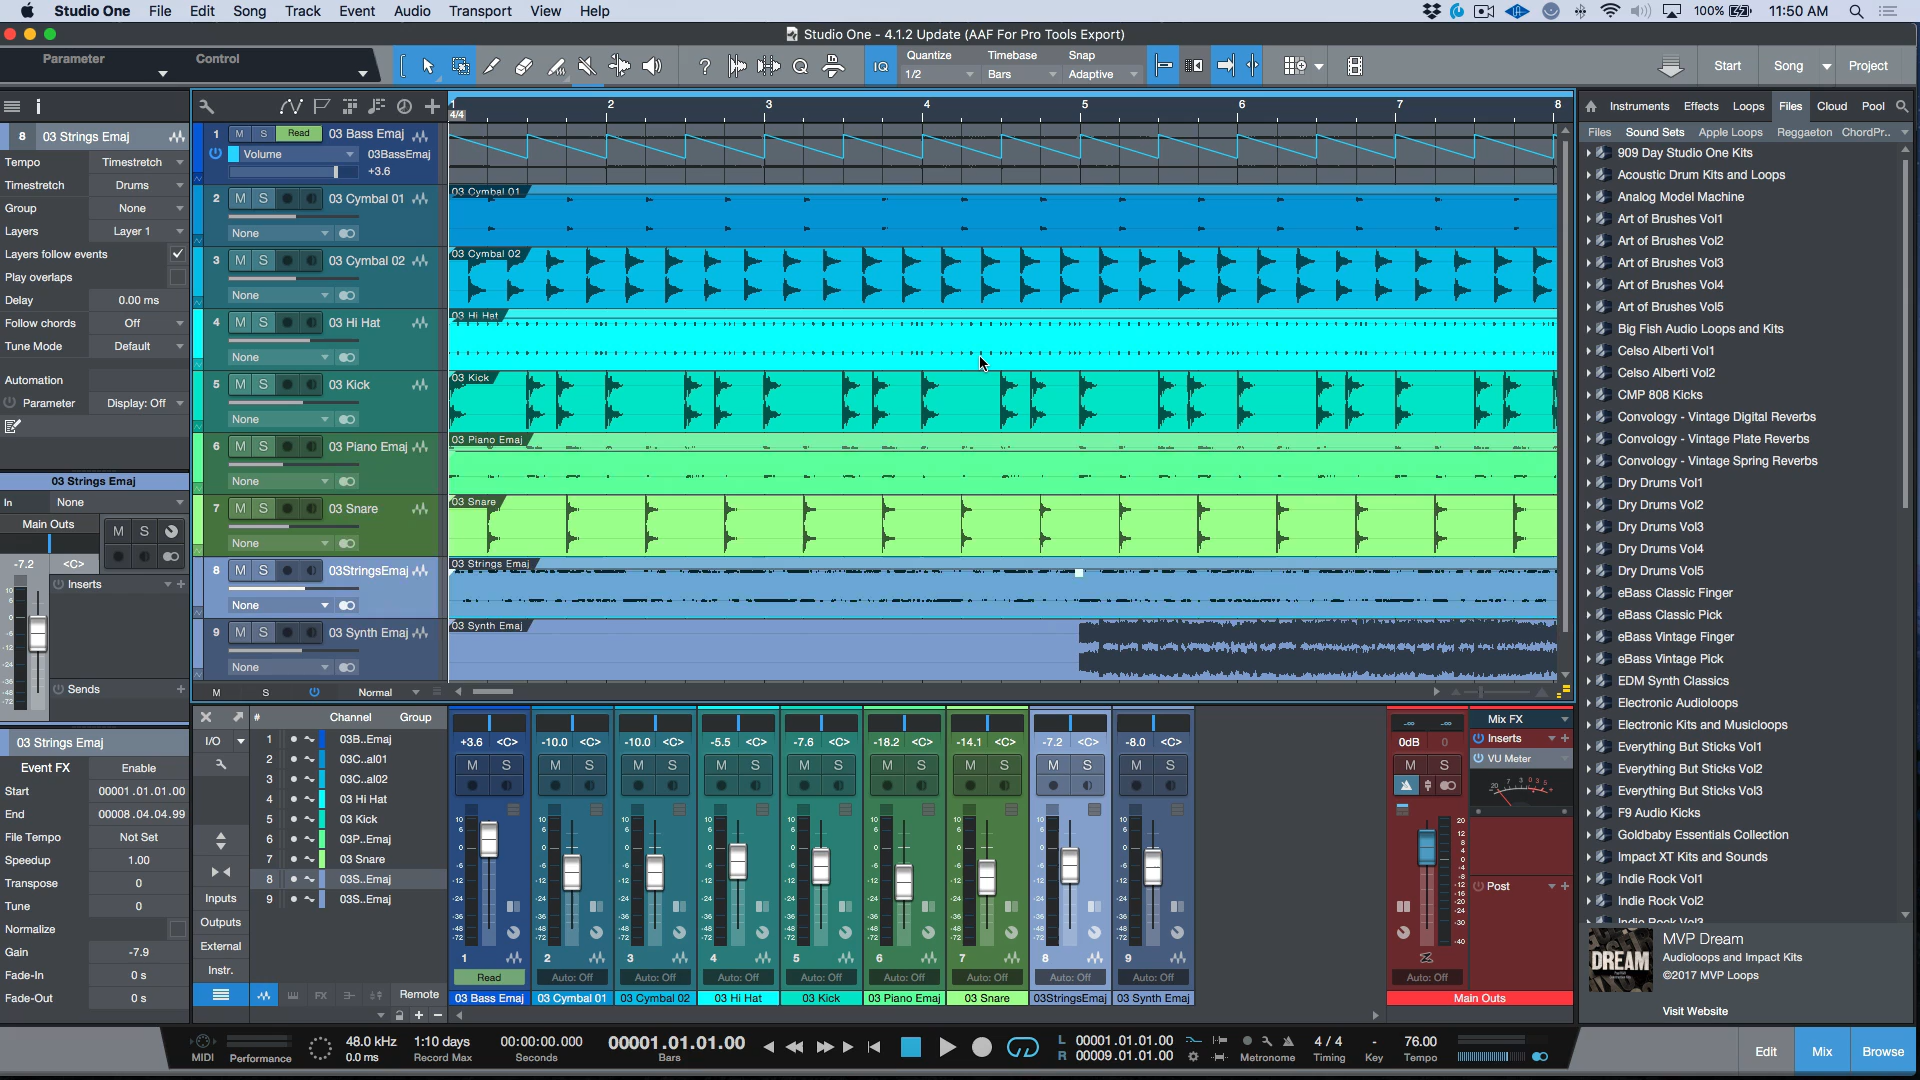 Studio One File Edit Song Track Event Audio Transport View Help 100% 11:50 AM
Studio One - 4.1.2 Update (AAF For Pro Tools Export)
Parameter Control Quantize Timebase Snap
1/2 Bars Adaptive IQ Start Song Project
1 2 3 4 5 6 7 8
4/4
Instruments Effects Loops Files Cloud Pool
Files Sound Sets Apple Loops Reggaeton ChordPr...
8 03 Strings Emaj
Tempo Timestretch
Timestretch Drums
Group None
Layers Layer 1
Layers follow events
Play overlaps
Delay 0.00 ms
Follow chords Off
Tune Mode Default
Automation
Parameter Display: Off
03 Strings Emaj
In None
Main Outs M S
-7.2 <C>
Inserts
Sends
03 Strings Emaj
Event FX Enable
Start 00001.01.01.00
End 00008.04.04.99
File Tempo Not Set
Speedup 1.00
Transpose 0
Tune 0
Normalize
Gain -7.9
Fade-In 0 s
Fade-Out 0 s
1 M S Read 03 Bass Emaj
Volume 03BassEmaj
+3.6
2 M S 03 Cymbal 01
None
3 M S 03 Cymbal 02
None
4 M S 03 Hi Hat
None
5 M S 03 Kick
None
6 M S 03 Piano Emaj
None
7 M S 03 Snare
None
8 M S 03StringsEmaj
None
9 M S 03 Synth Emaj
None
M S Normal
03 Cymbal 01
03 Cymbal 02
03 Hi Hat
03 Kick
03 Piano Emaj
03 Snare
03 Strings Emaj
03 Synth Emaj
# Channel Group
I/O
1 03B..Emaj
2 03C..al01
3 03C..al02
4 03 Hi Hat
5 03 Kick
6 03P..Emaj
7 03 Snare
8 03S..Emaj
9 03S..Emaj
Inputs
Outputs
External
Instr.
FX Remote
+3.6 <C> -10.0 <C> -10.0 <C> -5.5 <C> -7.6 <C> -18.2 <C> -14.1 <C> -7.2 <C> -8.0 <C>
M S M S M S M S M S M S M S M S M S
1 2 3 4 5 6 7 8 9
Read Auto: Off Auto: Off Auto: Off Auto: Off Auto: Off Auto: Off Auto: Off Auto: Off
03 Bass Emaj 03 Cymbal 01 03 Cymbal 02 03 Hi Hat 03 Kick 03 Piano Emaj 03 Snare 03StringsEmaj 03 Synth Emaj
0dB 0
M S
Mix FX
Inserts
VU Meter
Post
Auto: Off
Main Outs
909 Day Studio One Kits
Acoustic Drum Kits and Loops
Analog Model Machine
Art of Brushes Vol1
Art of Brushes Vol2
Art of Brushes Vol3
Art of Brushes Vol4
Art of Brushes Vol5
Big Fish Audio Loops and Kits
Celso Alberti Vol1
Celso Alberti Vol2
CMP 808 Kicks
Convology - Vintage Digital Reverbs
Convology - Vintage Plate Reverbs
Convology - Vintage Spring Reverbs
Dry Drums Vol1
Dry Drums Vol2
Dry Drums Vol3
Dry Drums Vol4
Dry Drums Vol5
eBass Classic Finger
eBass Classic Pick
eBass Vintage Finger
eBass Vintage Pick
EDM Synth Classics
Electronic Audioloops
Electronic Kits and Musicloops
Everything But Sticks Vol1
Everything But Sticks Vol2
Everything But Sticks Vol3
F9 Audio Kicks
Goldbaby Essentials Collection
Impact XT Kits and Sounds
Indie Rock Vol1
Indie Rock Vol2
Indie Rock Vol3
DREAM
MVP Dream
Audioloops and Impact Kits
©2017 MVP Loops
Visit Website
MIDI Performance
48.0 kHz
0.0 ms
1:10 days
Record Max
00:00:00.000
Seconds
00001.01.01.00
Bars
L 00001.01.01.00
R 00009.01.01.00
Metronome
4 / 4
Timing
-
Key
76.00
Tempo
Edit Mix Browse